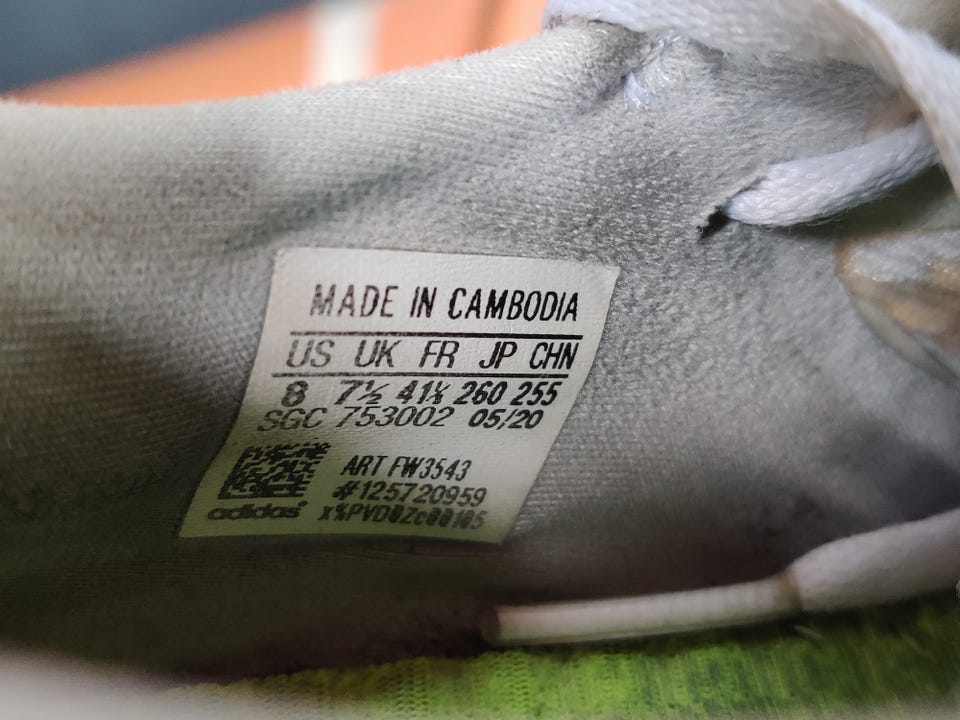 MADE IN CAMBODIA
US UK FR JP CHN
8 7½ 41⅓ 260 255
SGC 753002 05/20
ART FW3543
#125720959
adidas